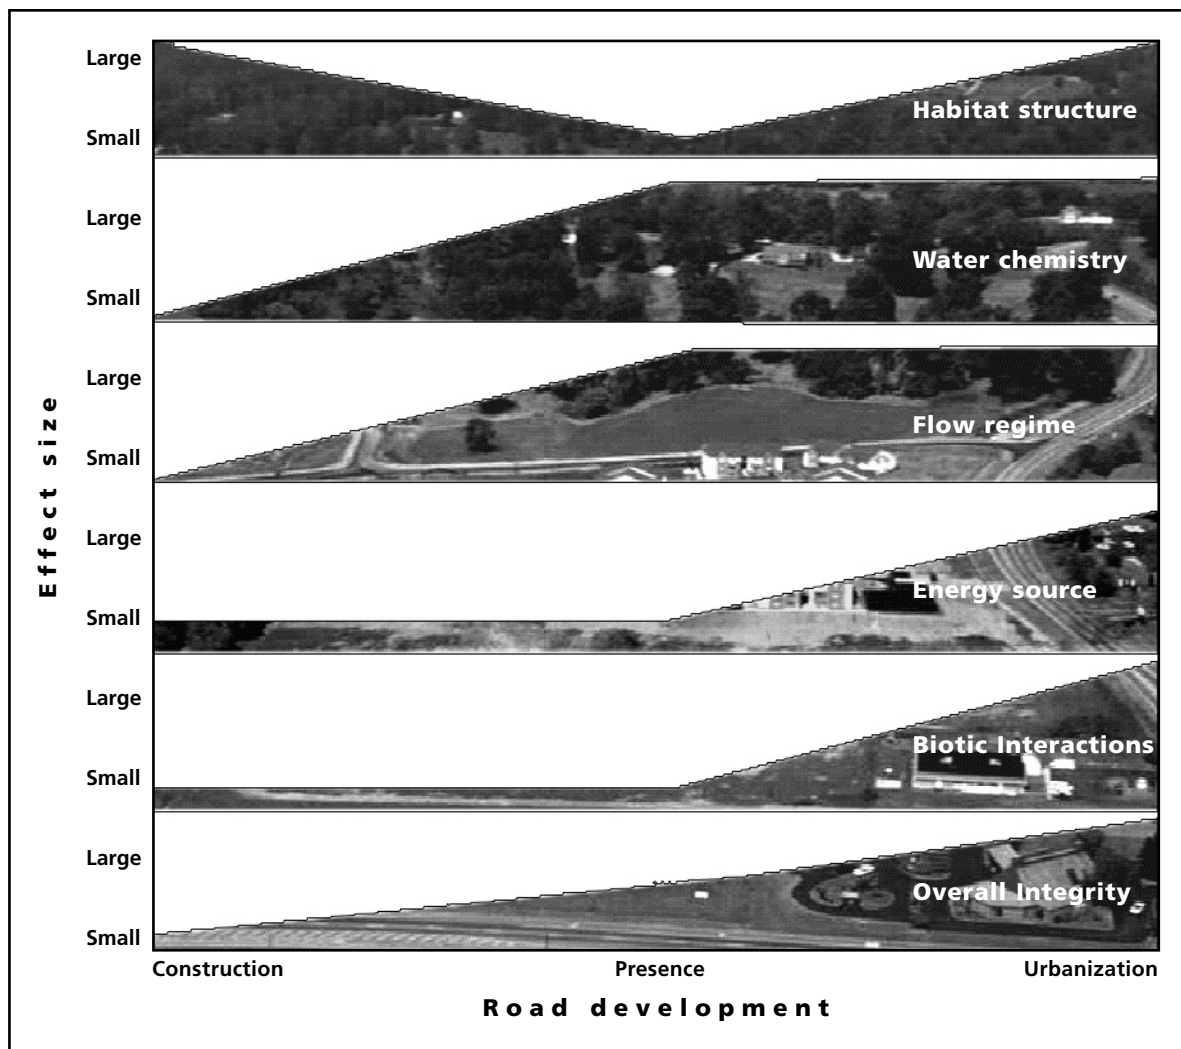 Large
Habitat structure
Small
Large
Water chemistry
Small
Large
Flow regime
Small
Large
Energy source
Small
Large
Biotic Interactions
Small
Large
Overall Integrity
Small
Effect size
Construction Presence Urbanization
Road development